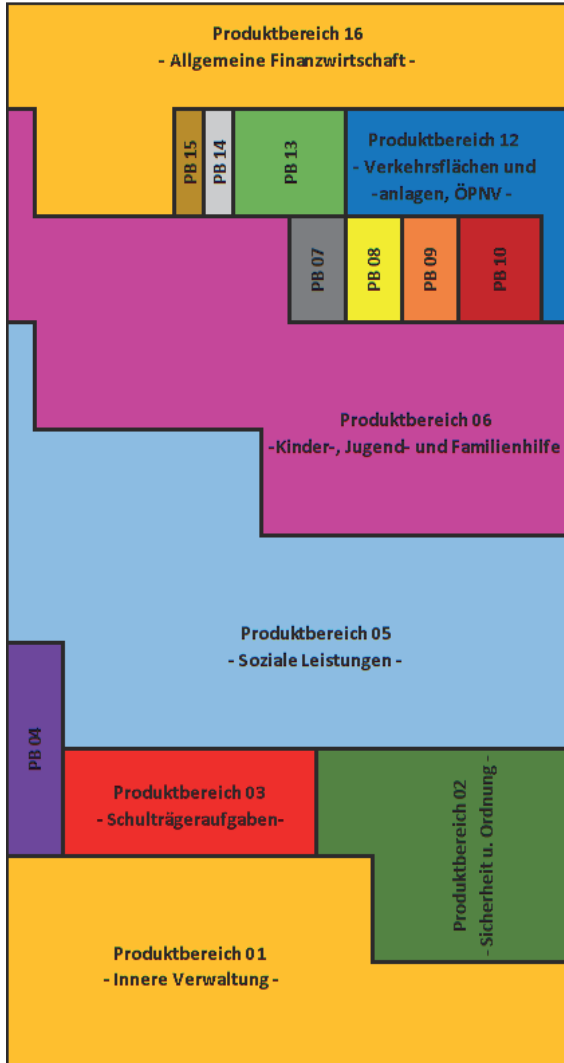 Produktbereich 16
- Allgemeine Finanzwirtschaft -
PB 15
PB 14
PB 13
Produktbereich 12
- Verkehrsflächen und
-anlagen, ÖPNV -
PB 07
PB 08
PB 09
PB 10
Produktbereich 06
-Kinder-, Jugend- und Familienhilfe
Produktbereich 05
- Soziale Leistungen -
PB 04
Produktbereich 03
- Schulträgeraufgaben-
Produktbereich 02
- Sicherheit u. Ordnung -
Produktbereich 01
- Innere Verwaltung -